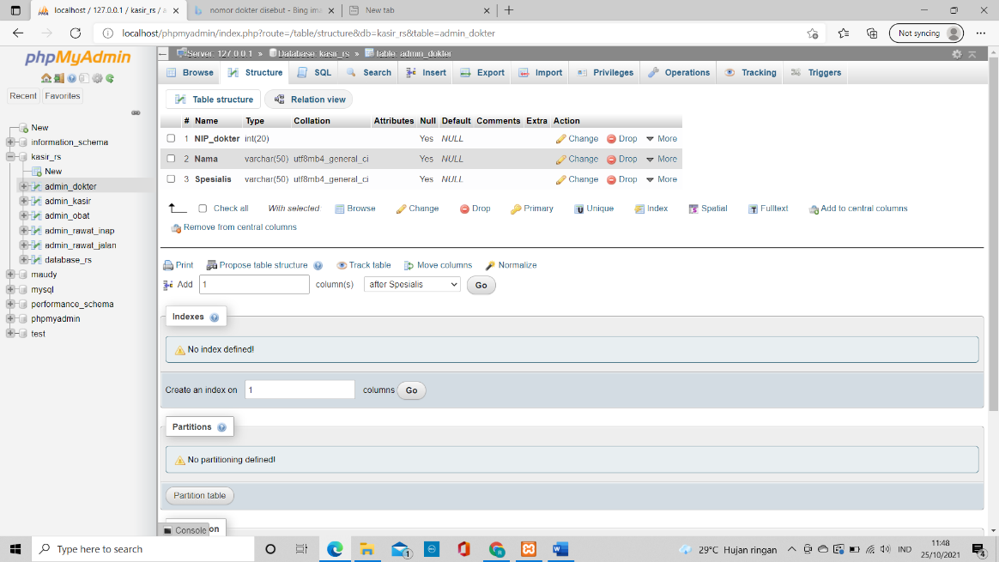 localhost / 127.0.0.1 / kasir_rs / a
nomor dokter disebut - Bing ima
New tab
localhost/phpmyadmin/index.php?route=/table/structure&db=kasir_rs&table=admin_dokter
Not syncing
phpMyAdmin
Recent Favorites
New
information_schema
kasir_rs
New
admin_dokter
admin_kasir
admin_obat
admin_rawat_inap
admin_rawat_jalan
database_rs
maudy
mysql
performance_schema
phpmyadmin
test
Server: 127.0.0.1 » Database: kasir_rs » Table: admin_dokter
Browse Structure SQL Search Insert Export Import Privileges Operations Tracking Triggers
Table structure Relation view
# Name Type Collation Attributes Null Default Comments Extra Action
1 NIP_dokter int(20) Yes NULL Change Drop More
2 Nama varchar(50) utf8mb4_general_ci Yes NULL Change Drop More
3 Spesialis varchar(50) utf8mb4_general_ci Yes NULL Change Drop More
Check all With selected: Browse Change Drop Primary Unique Index Spatial Fulltext Add to central columns
Remove from central columns
Print Propose table structure Track table Move columns Normalize
Add 1 column(s) after Spesialis Go
Indexes
No index defined!
Create an index on 1 columns Go
Partitions
No partitioning defined!
Partition table
Console on
Type here to search
1
29°C Hujan ringan
IND
11:48
25/10/2021
4